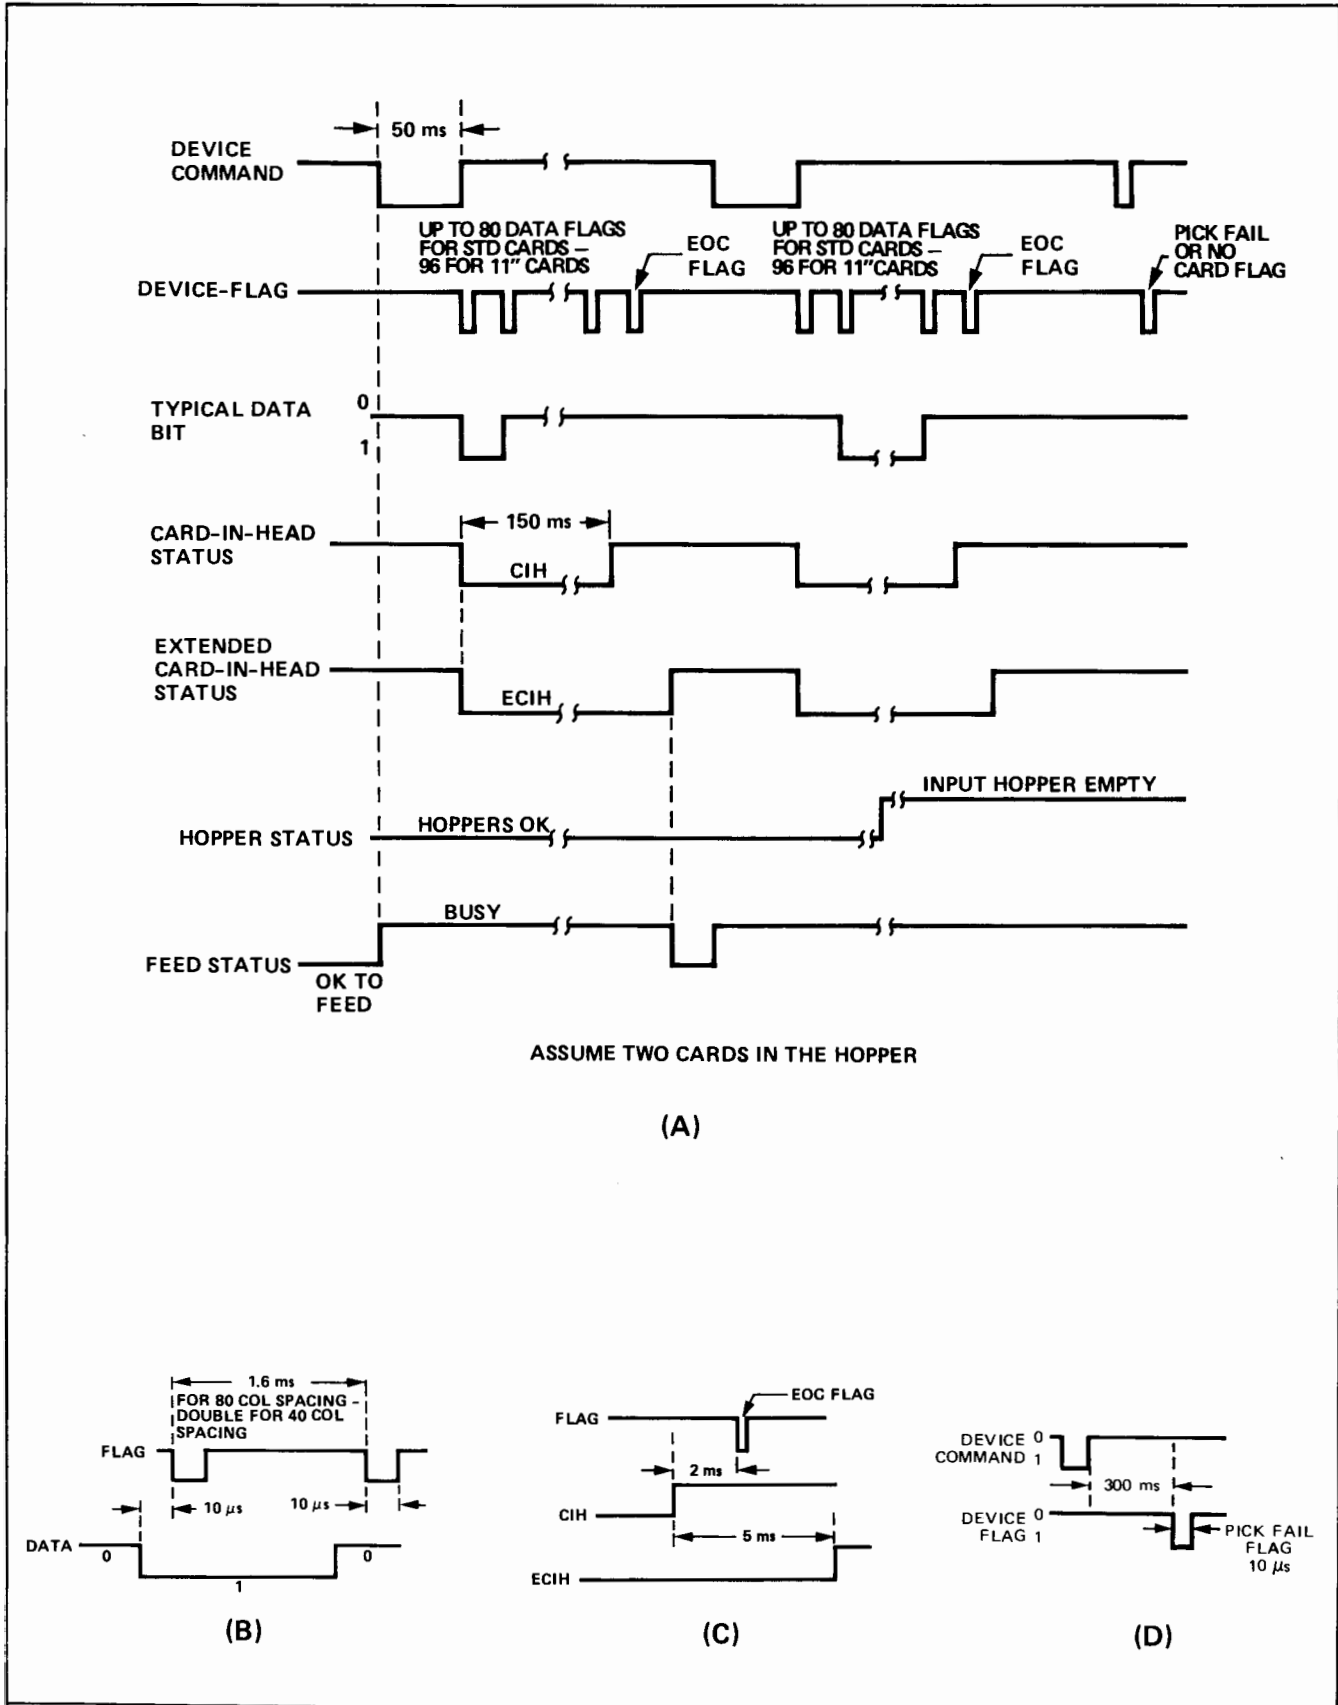 50 ms
DEVICE
COMMAND
UP TO 80 DATA FLAGS
FOR STD CARDS –
96 FOR 11" CARDS
EOC
FLAG
UP TO 80 DATA FLAGS
FOR STD CARDS –
96 FOR 11" CARDS
EOC
FLAG
PICK FAIL
OR NO
CARD FLAG
DEVICE-FLAG
TYPICAL DATA
BIT
0
1
CARD-IN-HEAD
STATUS
150 ms
CIH
EXTENDED
CARD-IN-HEAD
STATUS
ECIH
INPUT HOPPER EMPTY
HOPPER STATUS
HOPPERS OK
BUSY
FEED STATUS
OK TO
FEED
ASSUME TWO CARDS IN THE HOPPER
(A)
1.6 ms
FOR 80 COL SPACING –
DOUBLE FOR 40 COL
SPACING
FLAG
10 μs
10 μs
DATA
0
1
0
(B)
EOC FLAG
FLAG
2 ms
CIH
5 ms
ECIH
(C)
DEVICE 0
COMMAND 1
300 ms
DEVICE 0
FLAG 1
PICK FAIL
FLAG
10 μs
(D)